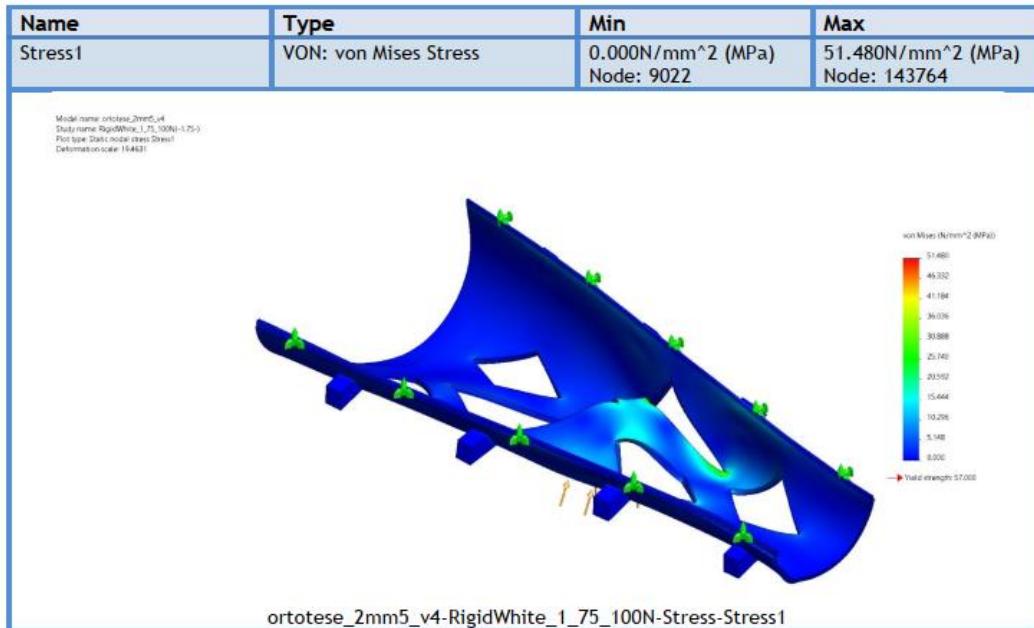 Name Type Min Max
Stress1 VON: von Mises Stress 0.000N/mm^2 (MPa) 51.480N/mm^2 (MPa)
Node: 9022 Node: 143764
Model name: ortotese_2mm5_v4
Study name: RigidWhite_1_75_100N(-1.75-)
Plot type: Static nodal stress Stress1
Deformation scale: 19.4631
von Mises (N/mm^2 (MPa))
51.480
46.332
41.184
36.036
30.888
25.740
20.592
15.444
10.296
5.148
0.000
Yield strength: 57.000
ortotese_2mm5_v4-RigidWhite_1_75_100N-Stress-Stress1